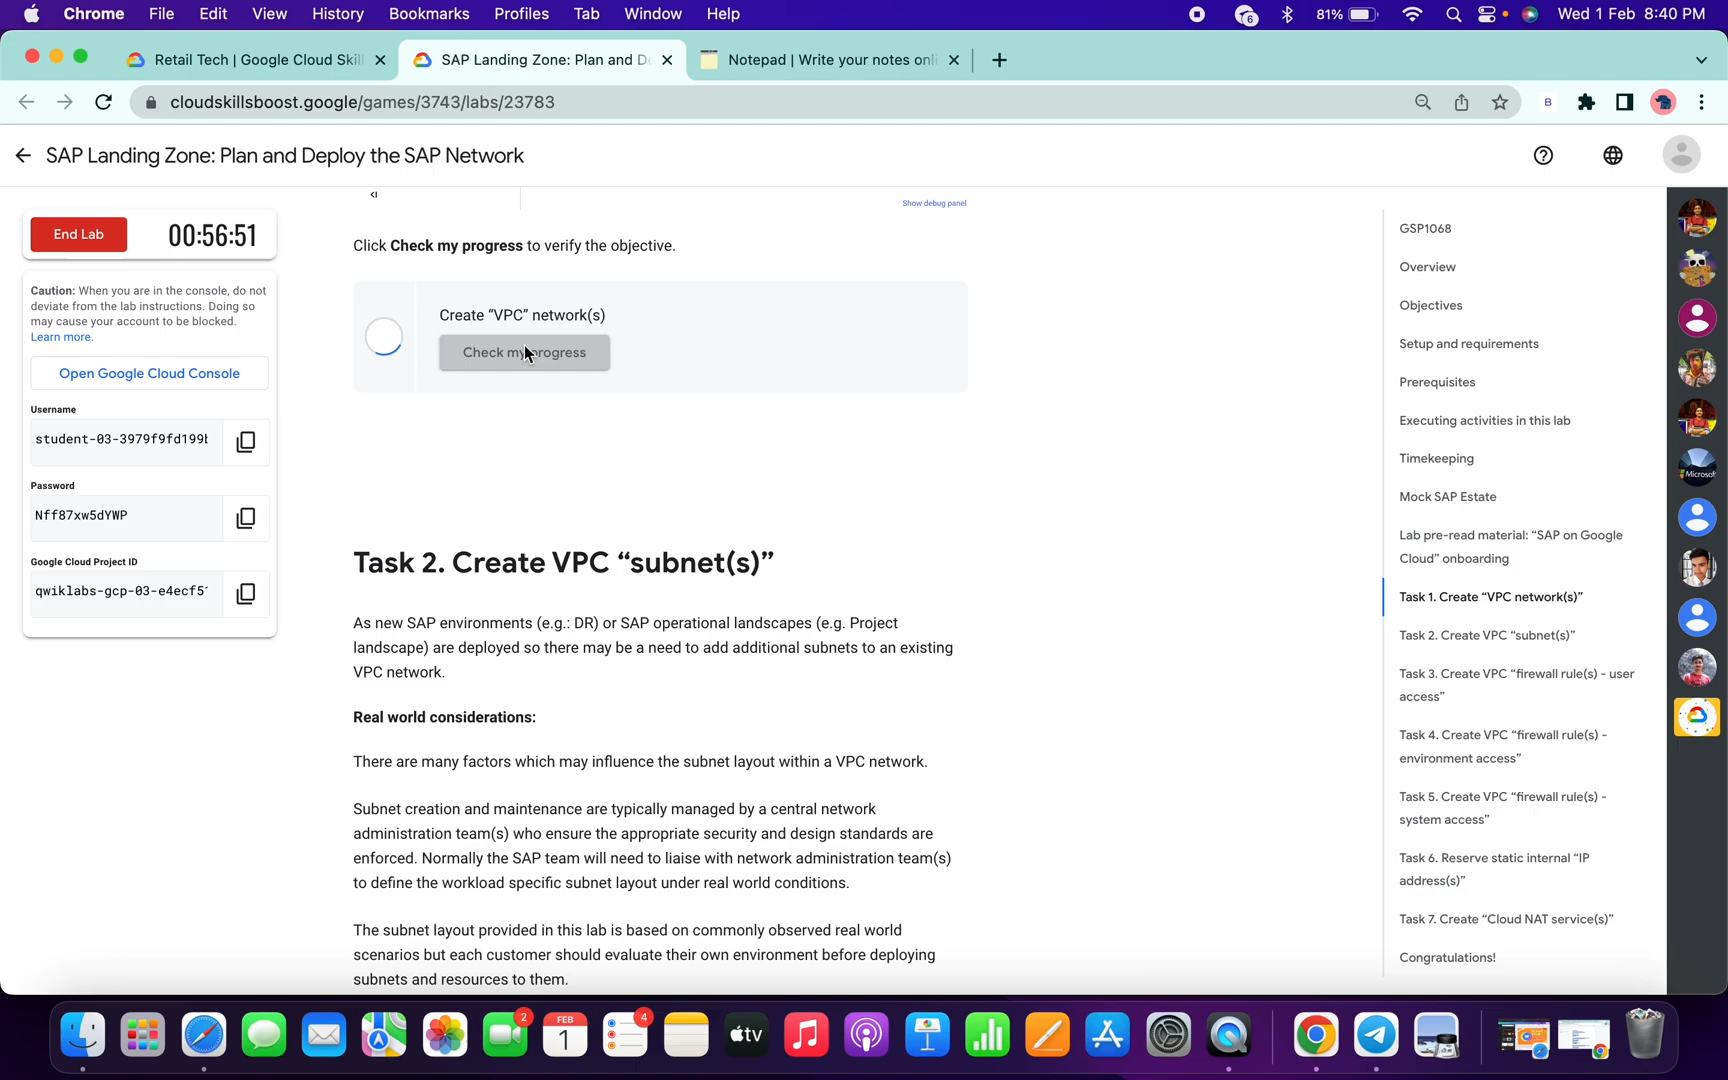 Chrome File Edit View History Bookmarks Profiles Tab Window Help
6
81%
Wed 1 Feb 8:40 PM
Retail Tech | Google Cloud Skil
SAP Landing Zone: Plan and D
Notepad | Write your notes onl
cloudskillsboost.google/games/3743/labs/23783
B
SAP Landing Zone: Plan and Deploy the SAP Network
End Lab
00:56:51
Caution: When you are in the console, do not
deviate from the lab instructions. Doing so
may cause your account to be blocked.
Learn more.
Open Google Cloud Console
Username
student-03-3979f9fd199
Password
Nff87xw5dYWP
Google Cloud Project ID
qwiklabs-gcp-03-e4ecf5
Show debug panel
Click Check my progress to verify the objective.
Create “VPC” network(s)
Check my progress
Task 2. Create VPC “subnet(s)”
As new SAP environments (e.g.: DR) or SAP operational landscapes (e.g. Project
landscape) are deployed so there may be a need to add additional subnets to an existing
VPC network.
Real world considerations:
There are many factors which may influence the subnet layout within a VPC network.
Subnet creation and maintenance are typically managed by a central network
administration team(s) who ensure the appropriate security and design standards are
enforced. Normally the SAP team will need to liaise with network administration team(s)
to define the workload specific subnet layout under real world conditions.
The subnet layout provided in this lab is based on commonly observed real world
scenarios but each customer should evaluate their own environment before deploying
subnets and resources to them.
GSP1068
Overview
Objectives
Setup and requirements
Prerequisites
Executing activities in this lab
Timekeeping
Mock SAP Estate
Lab pre-read material: “SAP on Google
Cloud” onboarding
Task 1. Create “VPC network(s)”
Task 2. Create VPC “subnet(s)”
Task 3. Create VPC “firewall rule(s) - user
access”
Task 4. Create VPC “firewall rule(s) -
environment access”
Task 5. Create VPC “firewall rule(s) -
system access”
Task 6. Reserve static internal “IP
address(s)”
Task 7. Create “Cloud NAT service(s)”
Congratulations!
Microsof
2
FEB
1
4
tv